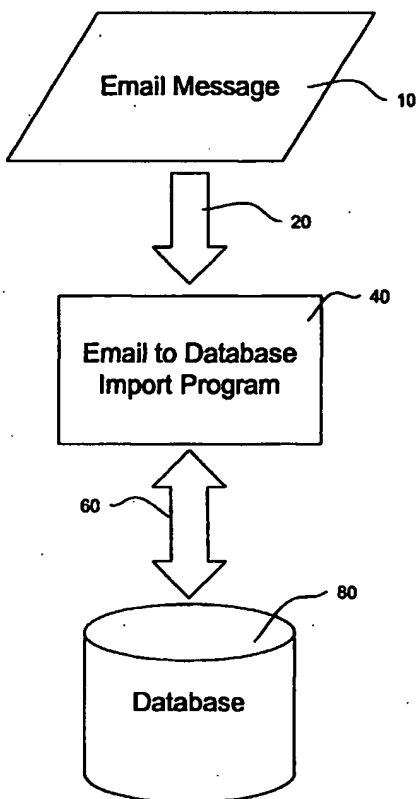 Email Message
10
20
40
Email to Database
Import Program
60
80
Database